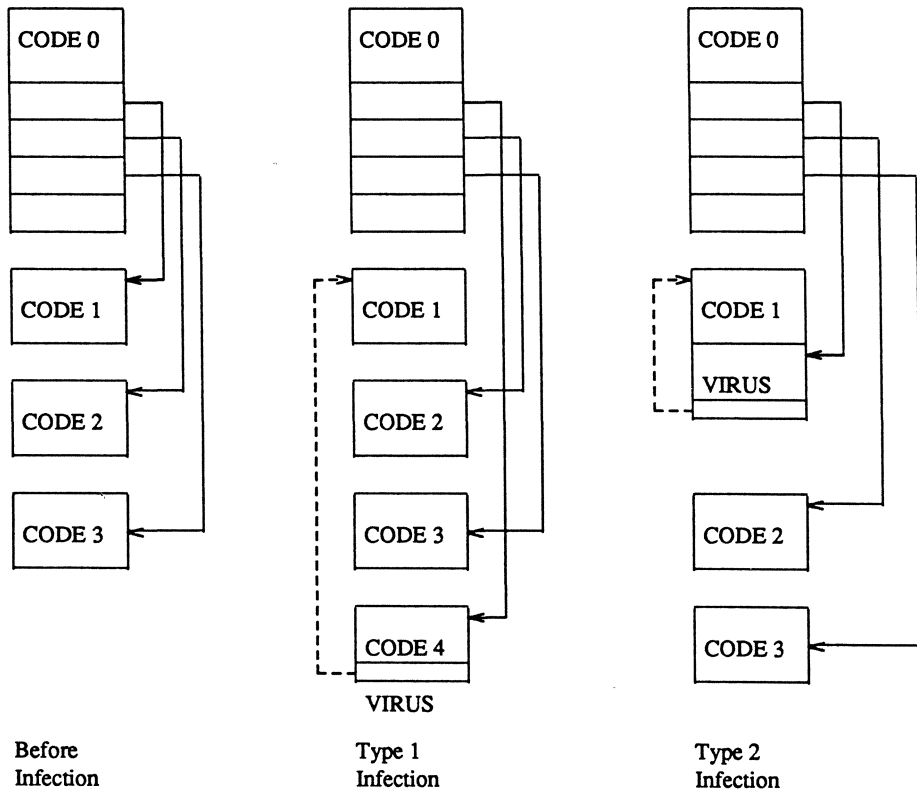 CODE 0
CODE 1
CODE 2
CODE 3
Before
Infection
CODE 0
CODE 1
CODE 2
CODE 3
CODE 4
VIRUS
Type 1
Infection
CODE 0
CODE 1
VIRUS
CODE 2
CODE 3
Type 2
Infection